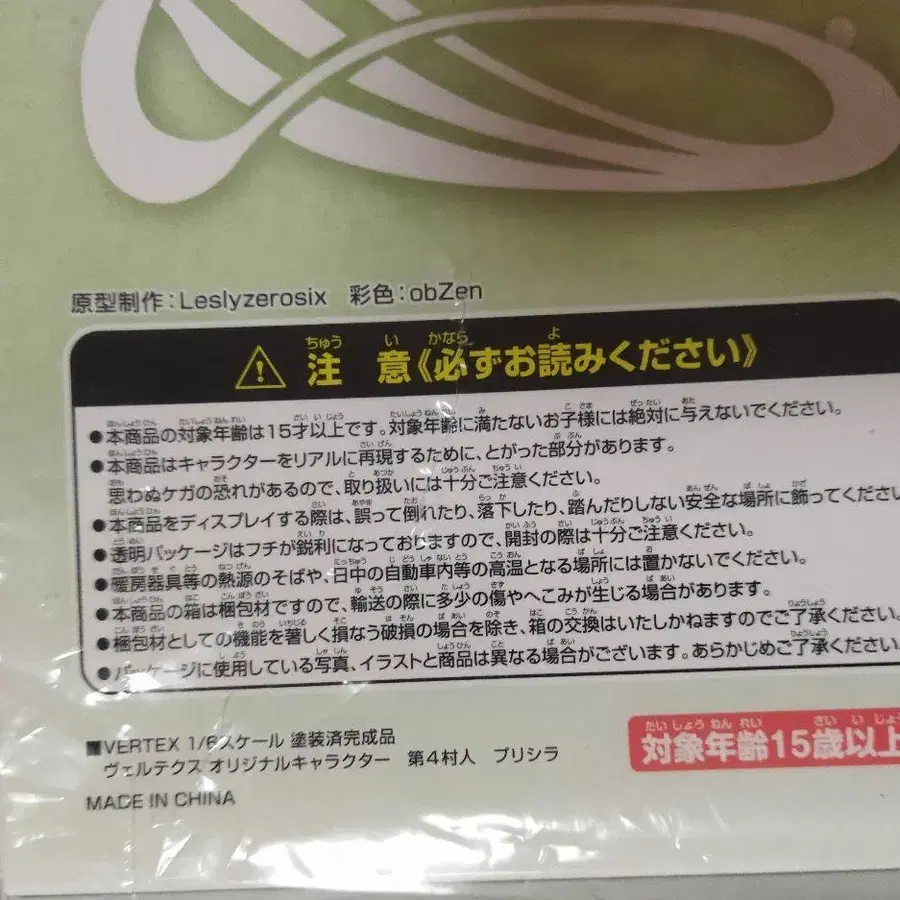 原型制作：Leslyzerosix 彩色：obZen
注意《必ずお読みください》
●本商品の対象年齢は15才以上です。対象年齢に満たないお子様には絶対に与えないでください。
●本商品はキャラクターをリアルに再現するために、とがった部分があります。
思わぬケガの恐れがあるので、取り扱いには十分ご注意ください。
●本商品をディスプレイする際は、誤って倒れたり、落下したり、踏んだりしない安全な場所に飾ってください
●透明パッケージはフチが鋭利になっておりますので、開封の際は十分ご注意ください。
●暖房器具等の熱源のそばや、日中の自動車内等の高温となる場所には置かないでください。
●本商品の箱は梱包材ですので、輸送の際に多少の傷やへこみが生じる場合があります。
●梱包材としての機能を著しく損なう破損の場合を除き、箱の交換はいたしかねますのでご了承ください。
●パッケージに使用している写真、イラストと商品は異なる場合がございます。あらかじめご了承ください。
■VERTEX 1/6スケール 塗装済完成品
ヴェルテクス オリジナルキャラクター 第4村人 プリシラ
対象年齢15歳以上
MADE IN CHINA